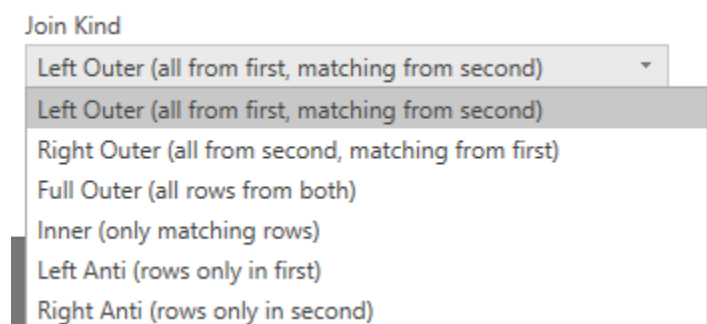 Join Kind
Left Outer (all from first, matching from second)
Left Outer (all from first, matching from second)
Right Outer (all from second, matching from first)
Full Outer (all rows from both)
Inner (only matching rows)
Left Anti (rows only in first)
Right Anti (rows only in second)